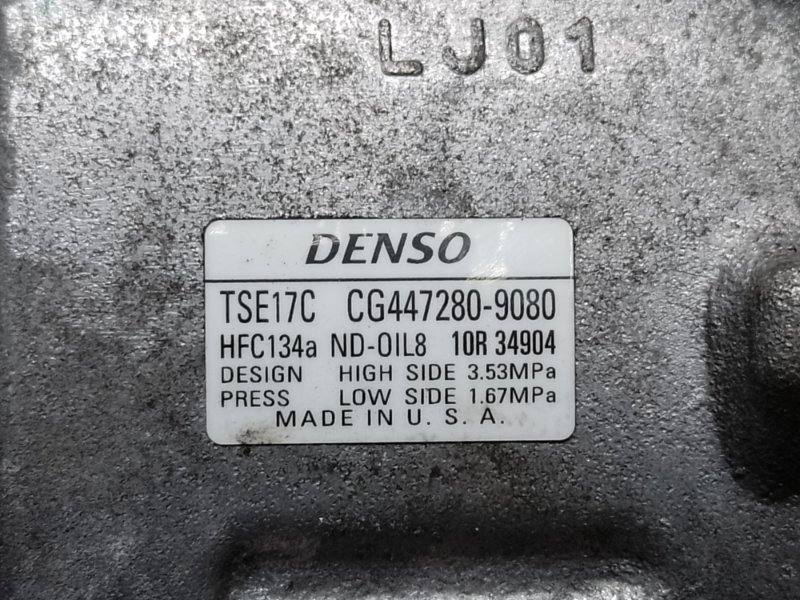 LJ01
DENSO
TSE17C CG447280-9080
HFC134a ND-OIL8 10R 34904
DESIGN HIGH SIDE 3.53MPa
PRESS LOW SIDE 1.67MPa
MADE IN U. S. A.